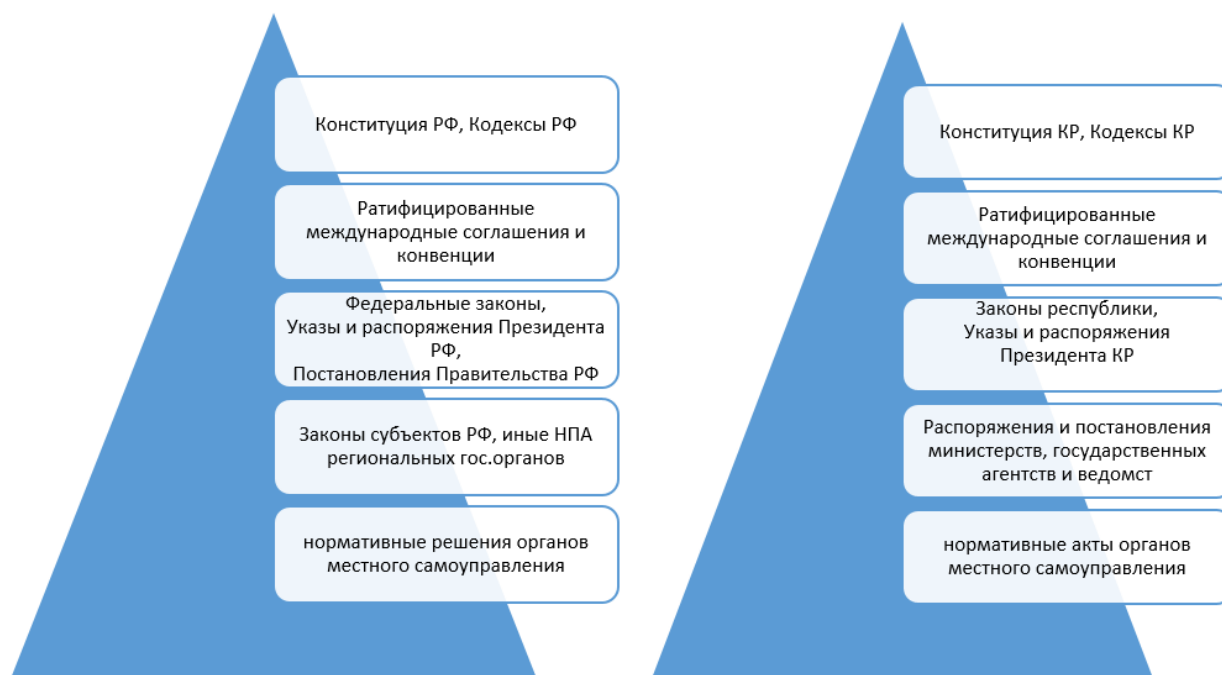 Конституция РФ, Кодексы РФ
Ратифицированные
международные соглашения и
конвенции
Федеральные законы,
Указы и распоряжения Президента
РФ,
Постановления Правительства РФ
Законы субъектов РФ, иные НПА
региональных гос.органов
нормативные решения органов
местного самоуправления
Конституция КР, Кодексы КР
Ратифицированные
международные соглашения и
конвенции
Законы республики,
Указы и распоряжения
Президента КР
Распоряжения и постановления
министерств, государственных
агентств и ведомст
нормативные акты органов
местного самоуправления